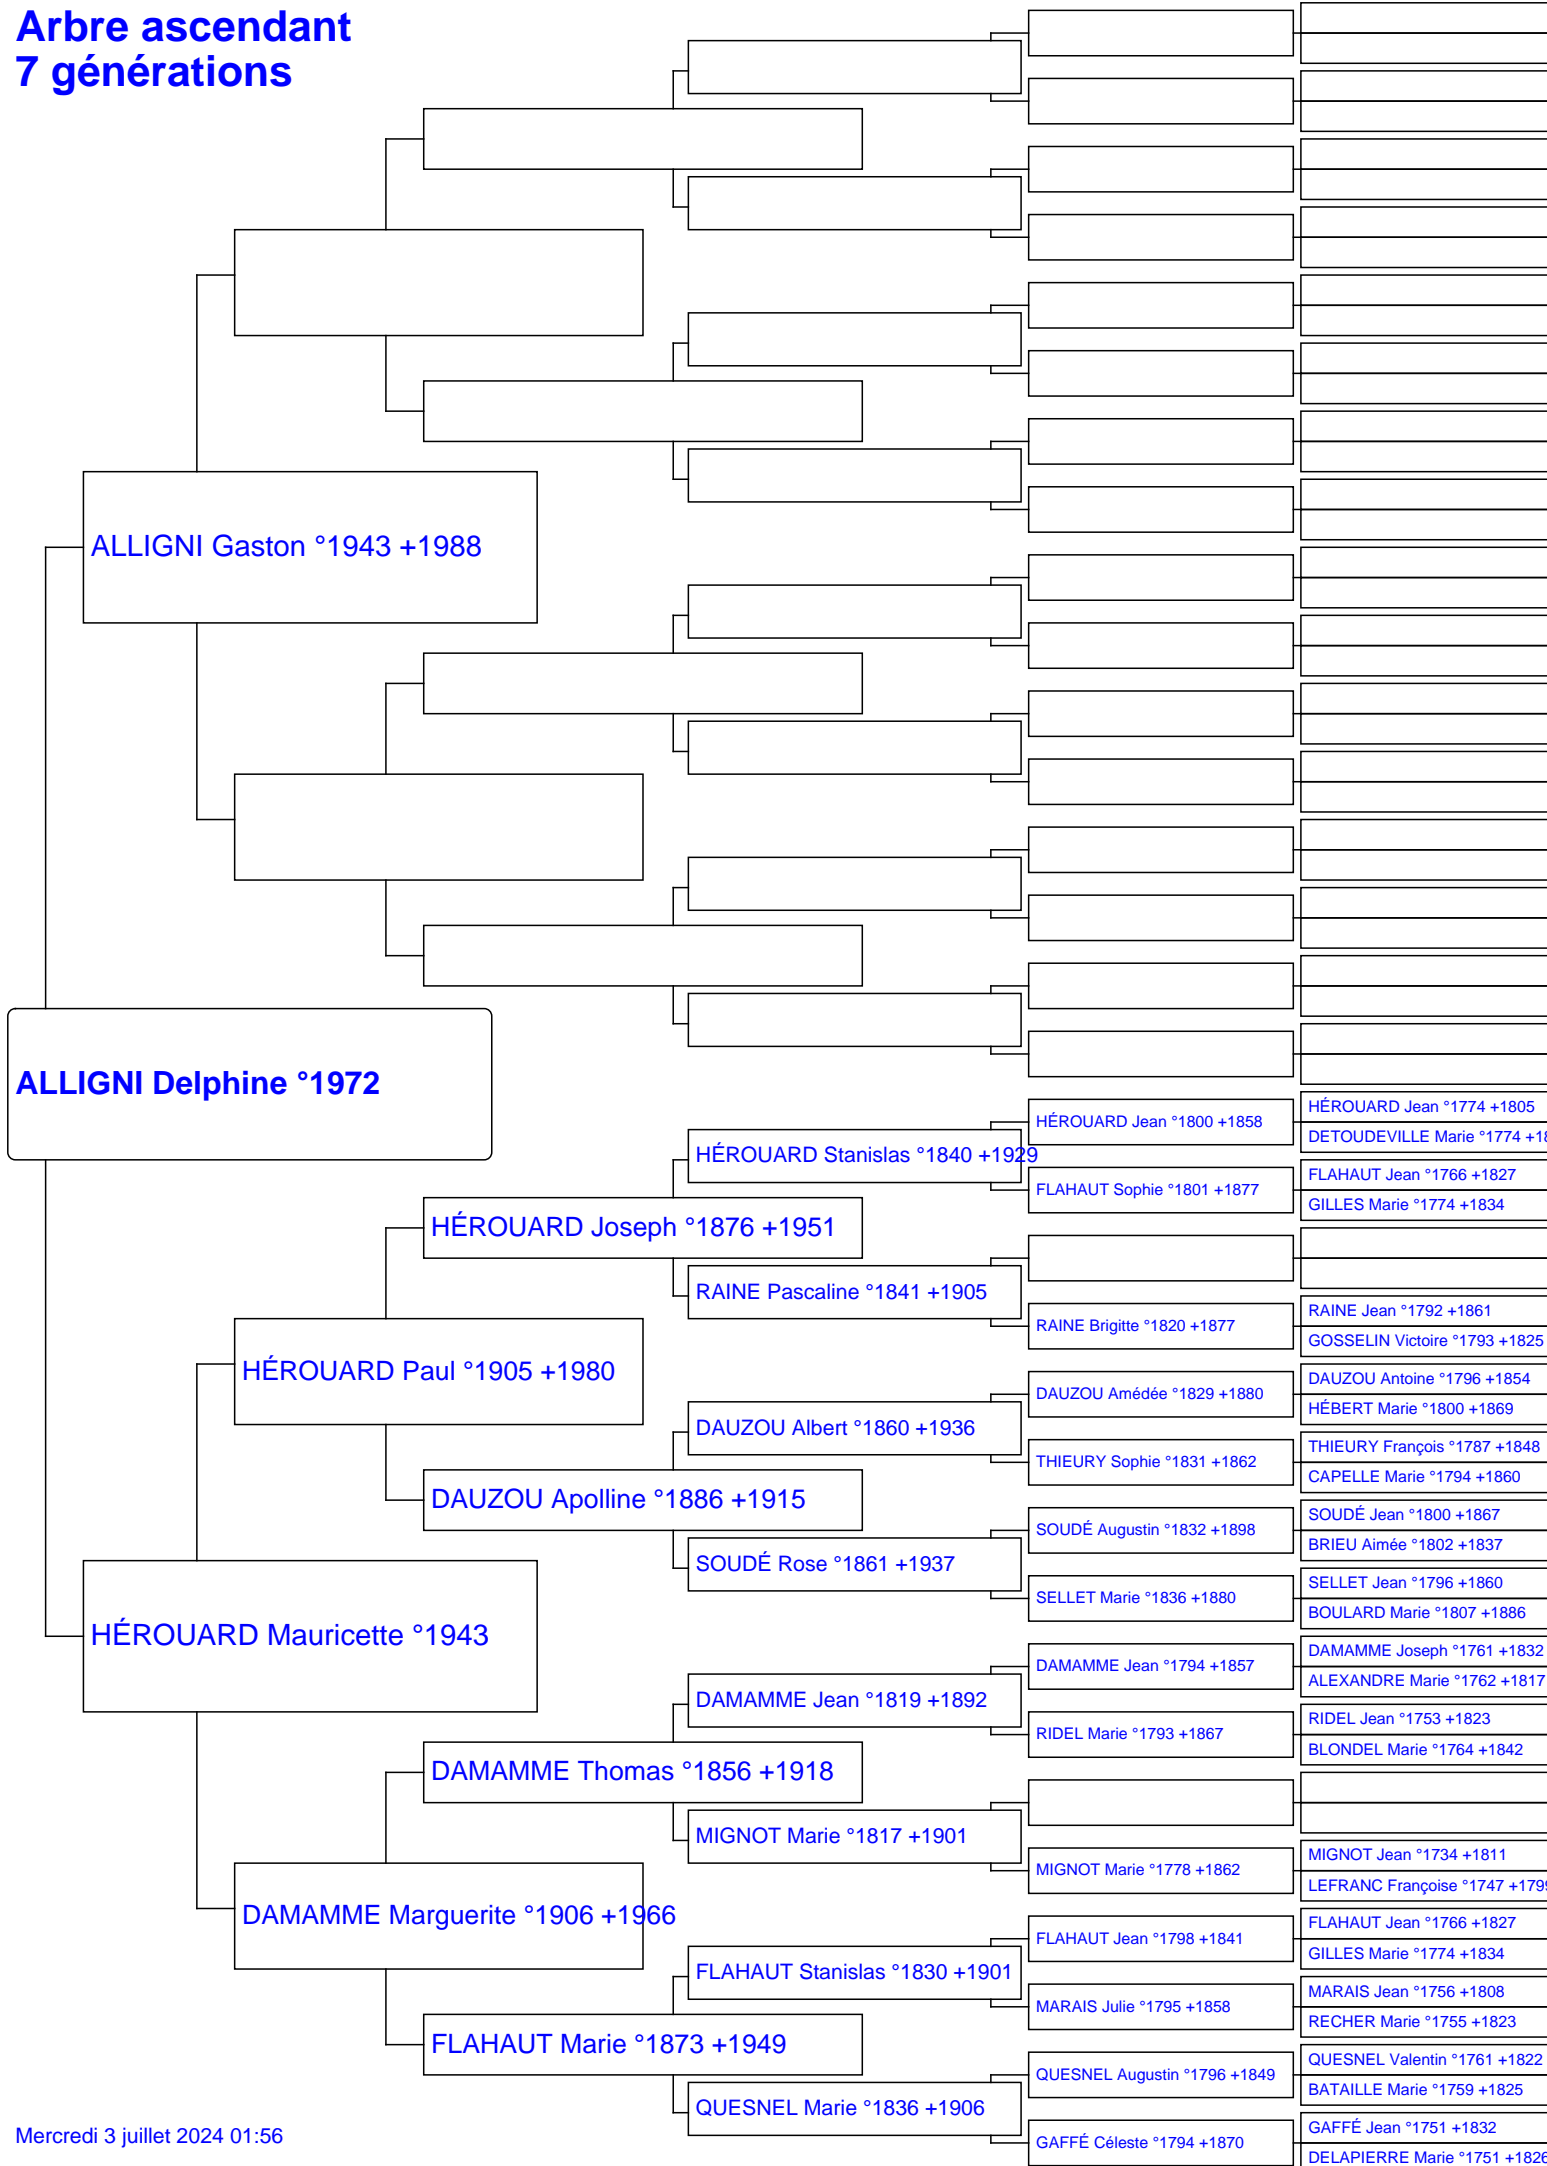 Arbre ascendant
7 générations
ALLIGNI Gaston °1943 +1988
ALLIGNI Delphine °1972
HÉROUARD Jean °1774 +1805
HÉROUARD Jean °1800 +1858
DETOUDEVILLE Marie °1774
HÉROUARD Stanislas °1840 +1929
FLAHAUT Jean °1766 +1827
FLAHAUT Sophie °1801 +1877
GILLES Marie °1774 +1834
HÉROUARD Joseph °1876 +1951
RAINE Pascaline °1841 +1905
RAINE Jean °1792 +1861
RAINE Brigitte °1820 +1877
GOSSELIN Victoire °1793 +1825
HÉROUARD Paul °1905 +1980
DAUZOU Antoine °1796 +1854
DAUZOU Amédée °1829 +1880
HÉBERT Marie °1800 +1869
DAUZOU Albert °1860 +1936
THIEURY François °1787 +1848
THIEURY Sophie °1831 +1862
CAPELLE Marie °1794 +1860
DAUZOU Apolline °1886 +1915
SOUDÉ Jean °1800 +1867
SOUDÉ Augustin °1832 +1898
BRIEU Aimée °1802 +1837
SOUDÉ Rose °1861 +1937
SELLET Jean °1796 +1860
SELLET Marie °1836 +1880
BOULARD Marie °1807 +1886
HÉROUARD Mauricette °1943
DAMAMME Joseph °1761 +1832
DAMAMME Jean °1794 +1857
ALEXANDRE Marie °1762 +1817
DAMAMME Jean °1819 +1892
RIDEL Jean °1753 +1823
RIDEL Marie °1793 +1867
BLONDEL Marie °1764 +1842
DAMAMME Thomas °1856 +1918
MIGNOT Marie °1817 +1901
MIGNOT Jean °1734 +1811
MIGNOT Marie °1778 +1862
LEFRANC Françoise °1747 +1799
DAMAMME Marguerite °1906 +1966
FLAHAUT Jean °1766 +1827
FLAHAUT Jean °1798 +1841
GILLES Marie °1774 +1834
FLAHAUT Stanislas °1830 +1901
MARAIS Jean °1756 +1808
MARAIS Julie °1795 +1858
RECHER Marie °1755 +1823
FLAHAUT Marie °1873 +1949
QUESNEL Valentin °1761 +1822
QUESNEL Augustin °1796 +1849
BATAILLE Marie °1759 +1825
QUESNEL Marie °1836 +1906
GAFFÉ Jean °1751 +1832
GAFFÉ Céleste °1794 +1870
DELAPIERRE Marie °1751 +1826
Mercredi 3 juillet 2024 01:56